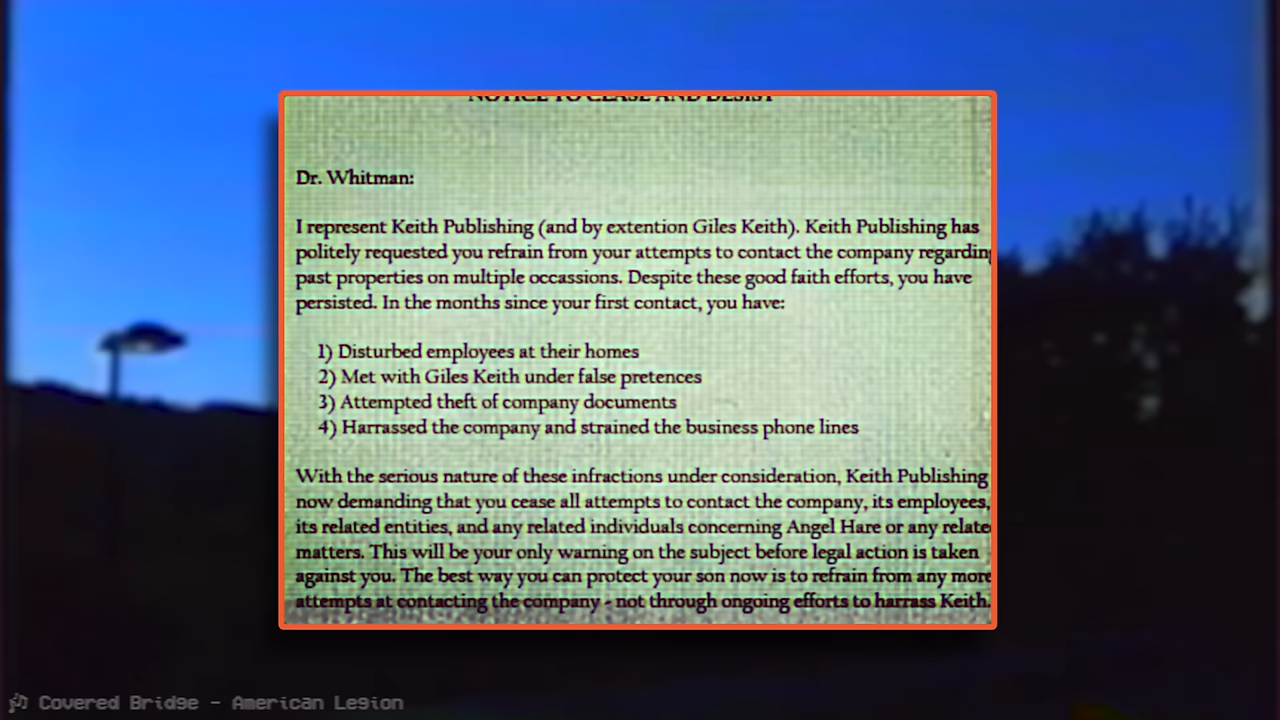 NOTICE TO CEASE AND DESIST
Dr. Whitman:
I represent Keith Publishing (and by extention Giles Keith). Keith Publishing has
politely requested you refrain from your attempts to contact the company regarding
past properties on multiple occassions. Despite these good faith efforts, you have
persisted. In the months since your first contact, you have:
1) Disturbed employees at their homes
2) Met with Giles Keith under false pretences
3) Attempted theft of company documents
4) Harrassed the company and strained the business phone lines
With the serious nature of these infractions under consideration, Keith Publishing
now demanding that you cease all attempts to contact the company, its employees,
its related entities, and any related individuals concerning Angel Hare or any relate
matters. This will be your only warning on the subject before legal action is taken
against you. The best way you can protect your son now is to refrain from any more
attempts at contacting the company - not through ongoing efforts to harrass Keith.
Covered Bridge - American Legion